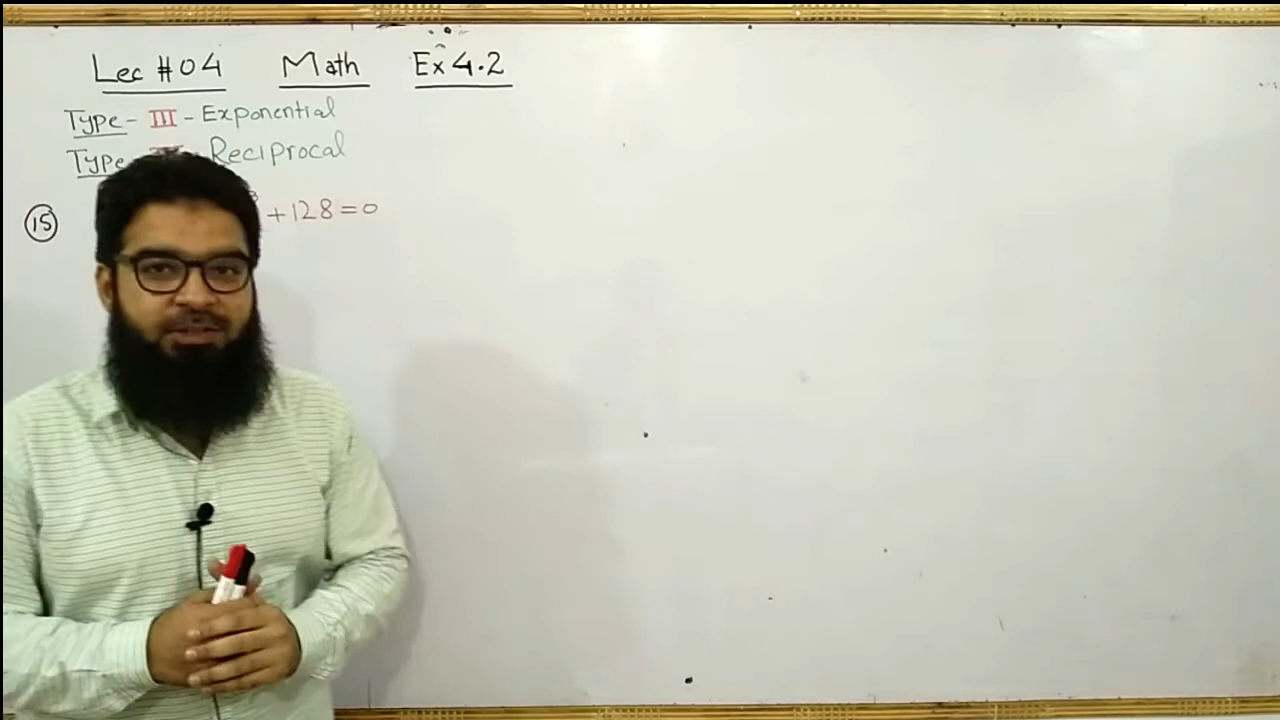 Lec #04 Math Ex 4.2
Type - III - Exponential
Type - Reciprocal
15 +128=0